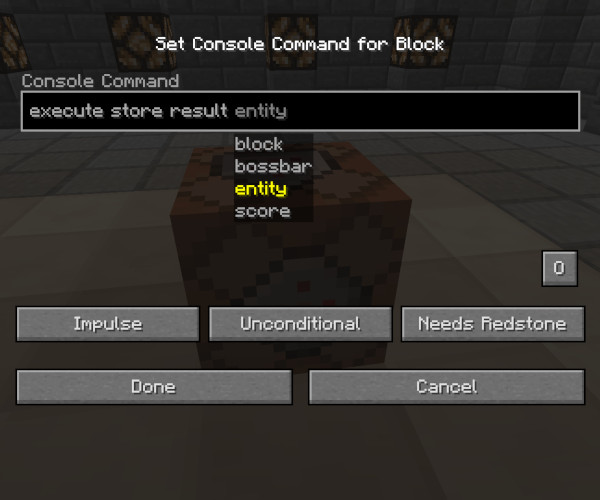 Set Console Command for Block
Console Command
execute store result entity
block
bossbar
entity
score
O
Impulse
Unconditional
Needs Redstone
Done
Cancel